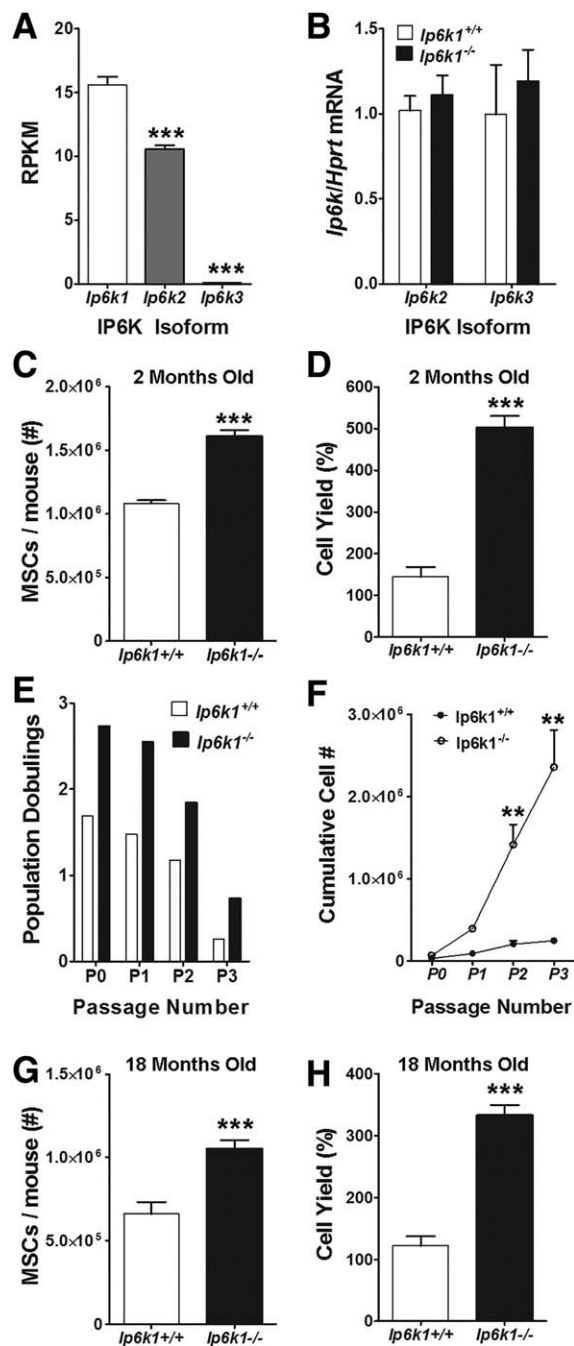 A
RPKM
20
15
10
5
0
***
***
Ip6k1 Ip6k2 Ip6k3
IP6K Isoform
B
Ip6k1+/+
Ip6k1-/-
Ip6k/Hprt mRNA
1.5
1.0
0.5
0.0
Ip6k2 Ip6k3
IP6K Isoform
C
2 Months Old
MSCs / mouse (#)
2.0×10⁶
1.5×10⁶
1.0×10⁶
5.0×10⁵
0
***
Ip6k1+/+ Ip6k1-/-
D
2 Months Old
Cell Yield (%)
600
500
400
300
200
100
0
***
Ip6k1+/+ Ip6k1-/-
E
Population Dobulings
3
2
1
0
Ip6k1+/+
Ip6k1-/-
P0 P1 P2 P3
Passage Number
F
Cumulative Cell #
3.0×10⁶
2.0×10⁶
1.0×10⁶
0
Ip6k1+/+
Ip6k1-/-
**
**
P0 P1 P2 P3
Passage Number
G
18 Months Old
MSCs / mouse (#)
1.5×10⁶
1.0×10⁶
5.0×10⁵
0
***
Ip6k1+/+ Ip6k1-/-
H
18 Months Old
Cell Yield (%)
400
300
200
100
0
***
Ip6k1+/+ Ip6k1-/-